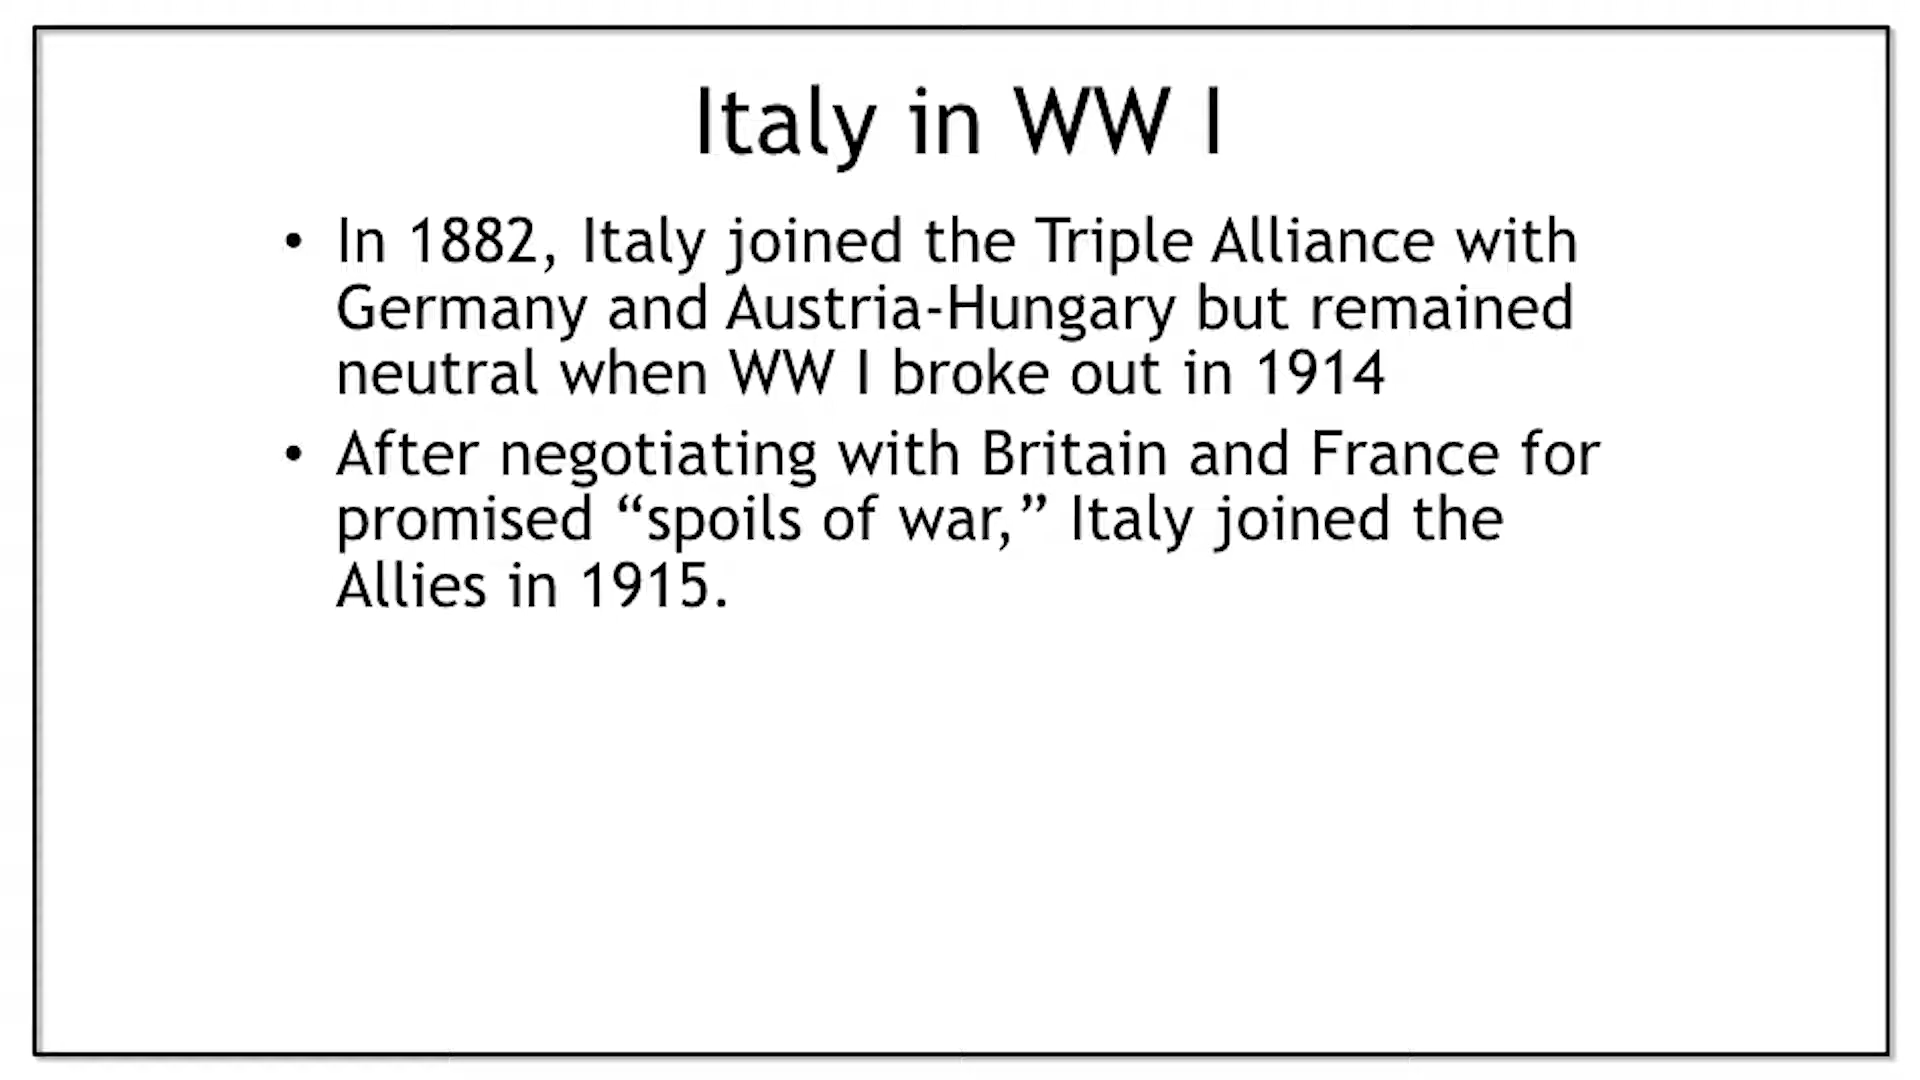 Italy in WW I
• In 1882, Italy joined the Triple Alliance with
Germany and Austria-Hungary but remained
neutral when WW I broke out in 1914
• After negotiating with Britain and France for
promised “spoils of war,” Italy joined the
Allies in 1915.